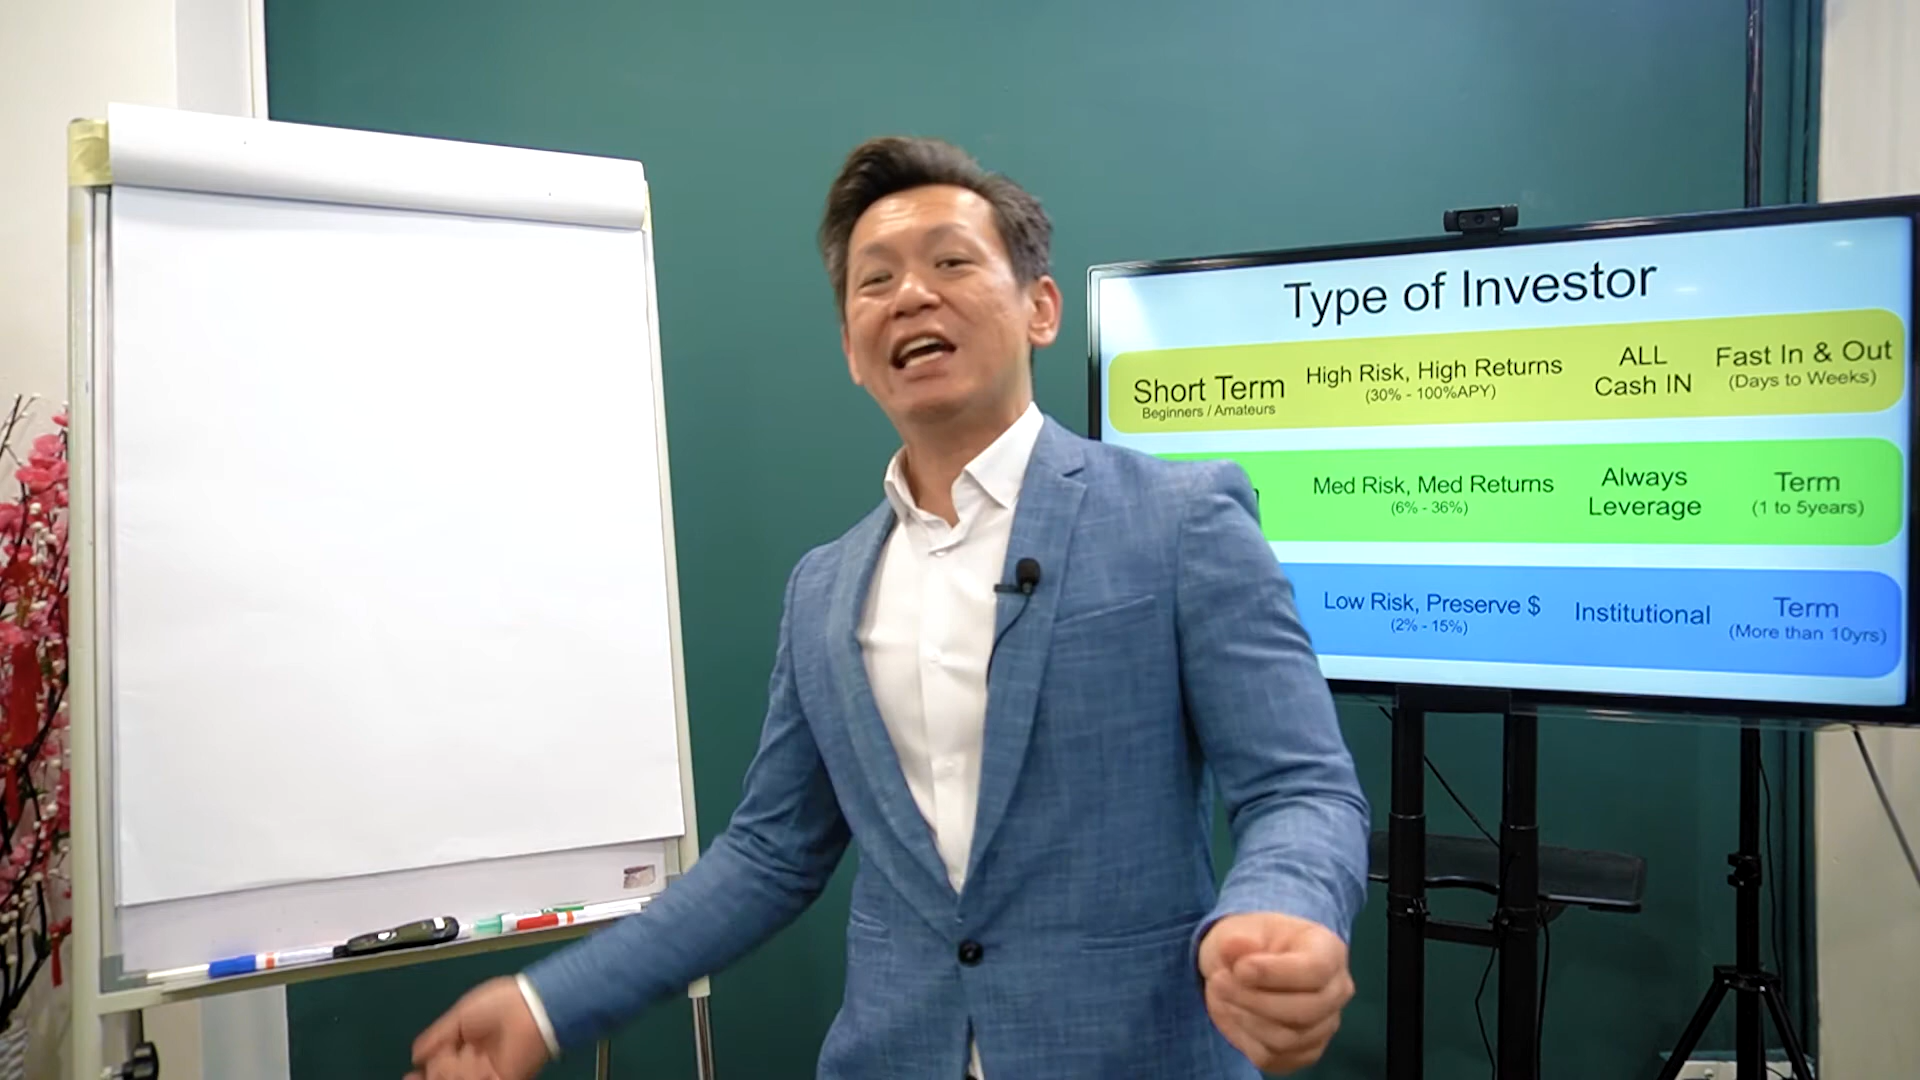 Type of Investor
Short Term
Beginners / Amateurs
High Risk, High Returns
(30% - 100%APY)
ALL
Cash IN
Fast In & Out
(Days to Weeks)
Med Risk, Med Returns
(6% - 36%)
Always
Leverage
Term
(1 to 5years)
Low Risk, Preserve $
(2% - 15%)
Institutional
Term
(More than 10yrs)